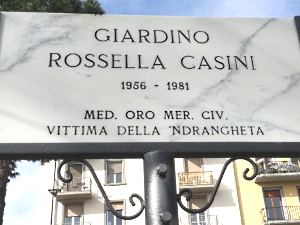 GIARDINO
ROSSELLA CASINI
1956 - 1981
MED. ORO MER. CIV.
VITTIMA DELLA 'NDRANGHETA